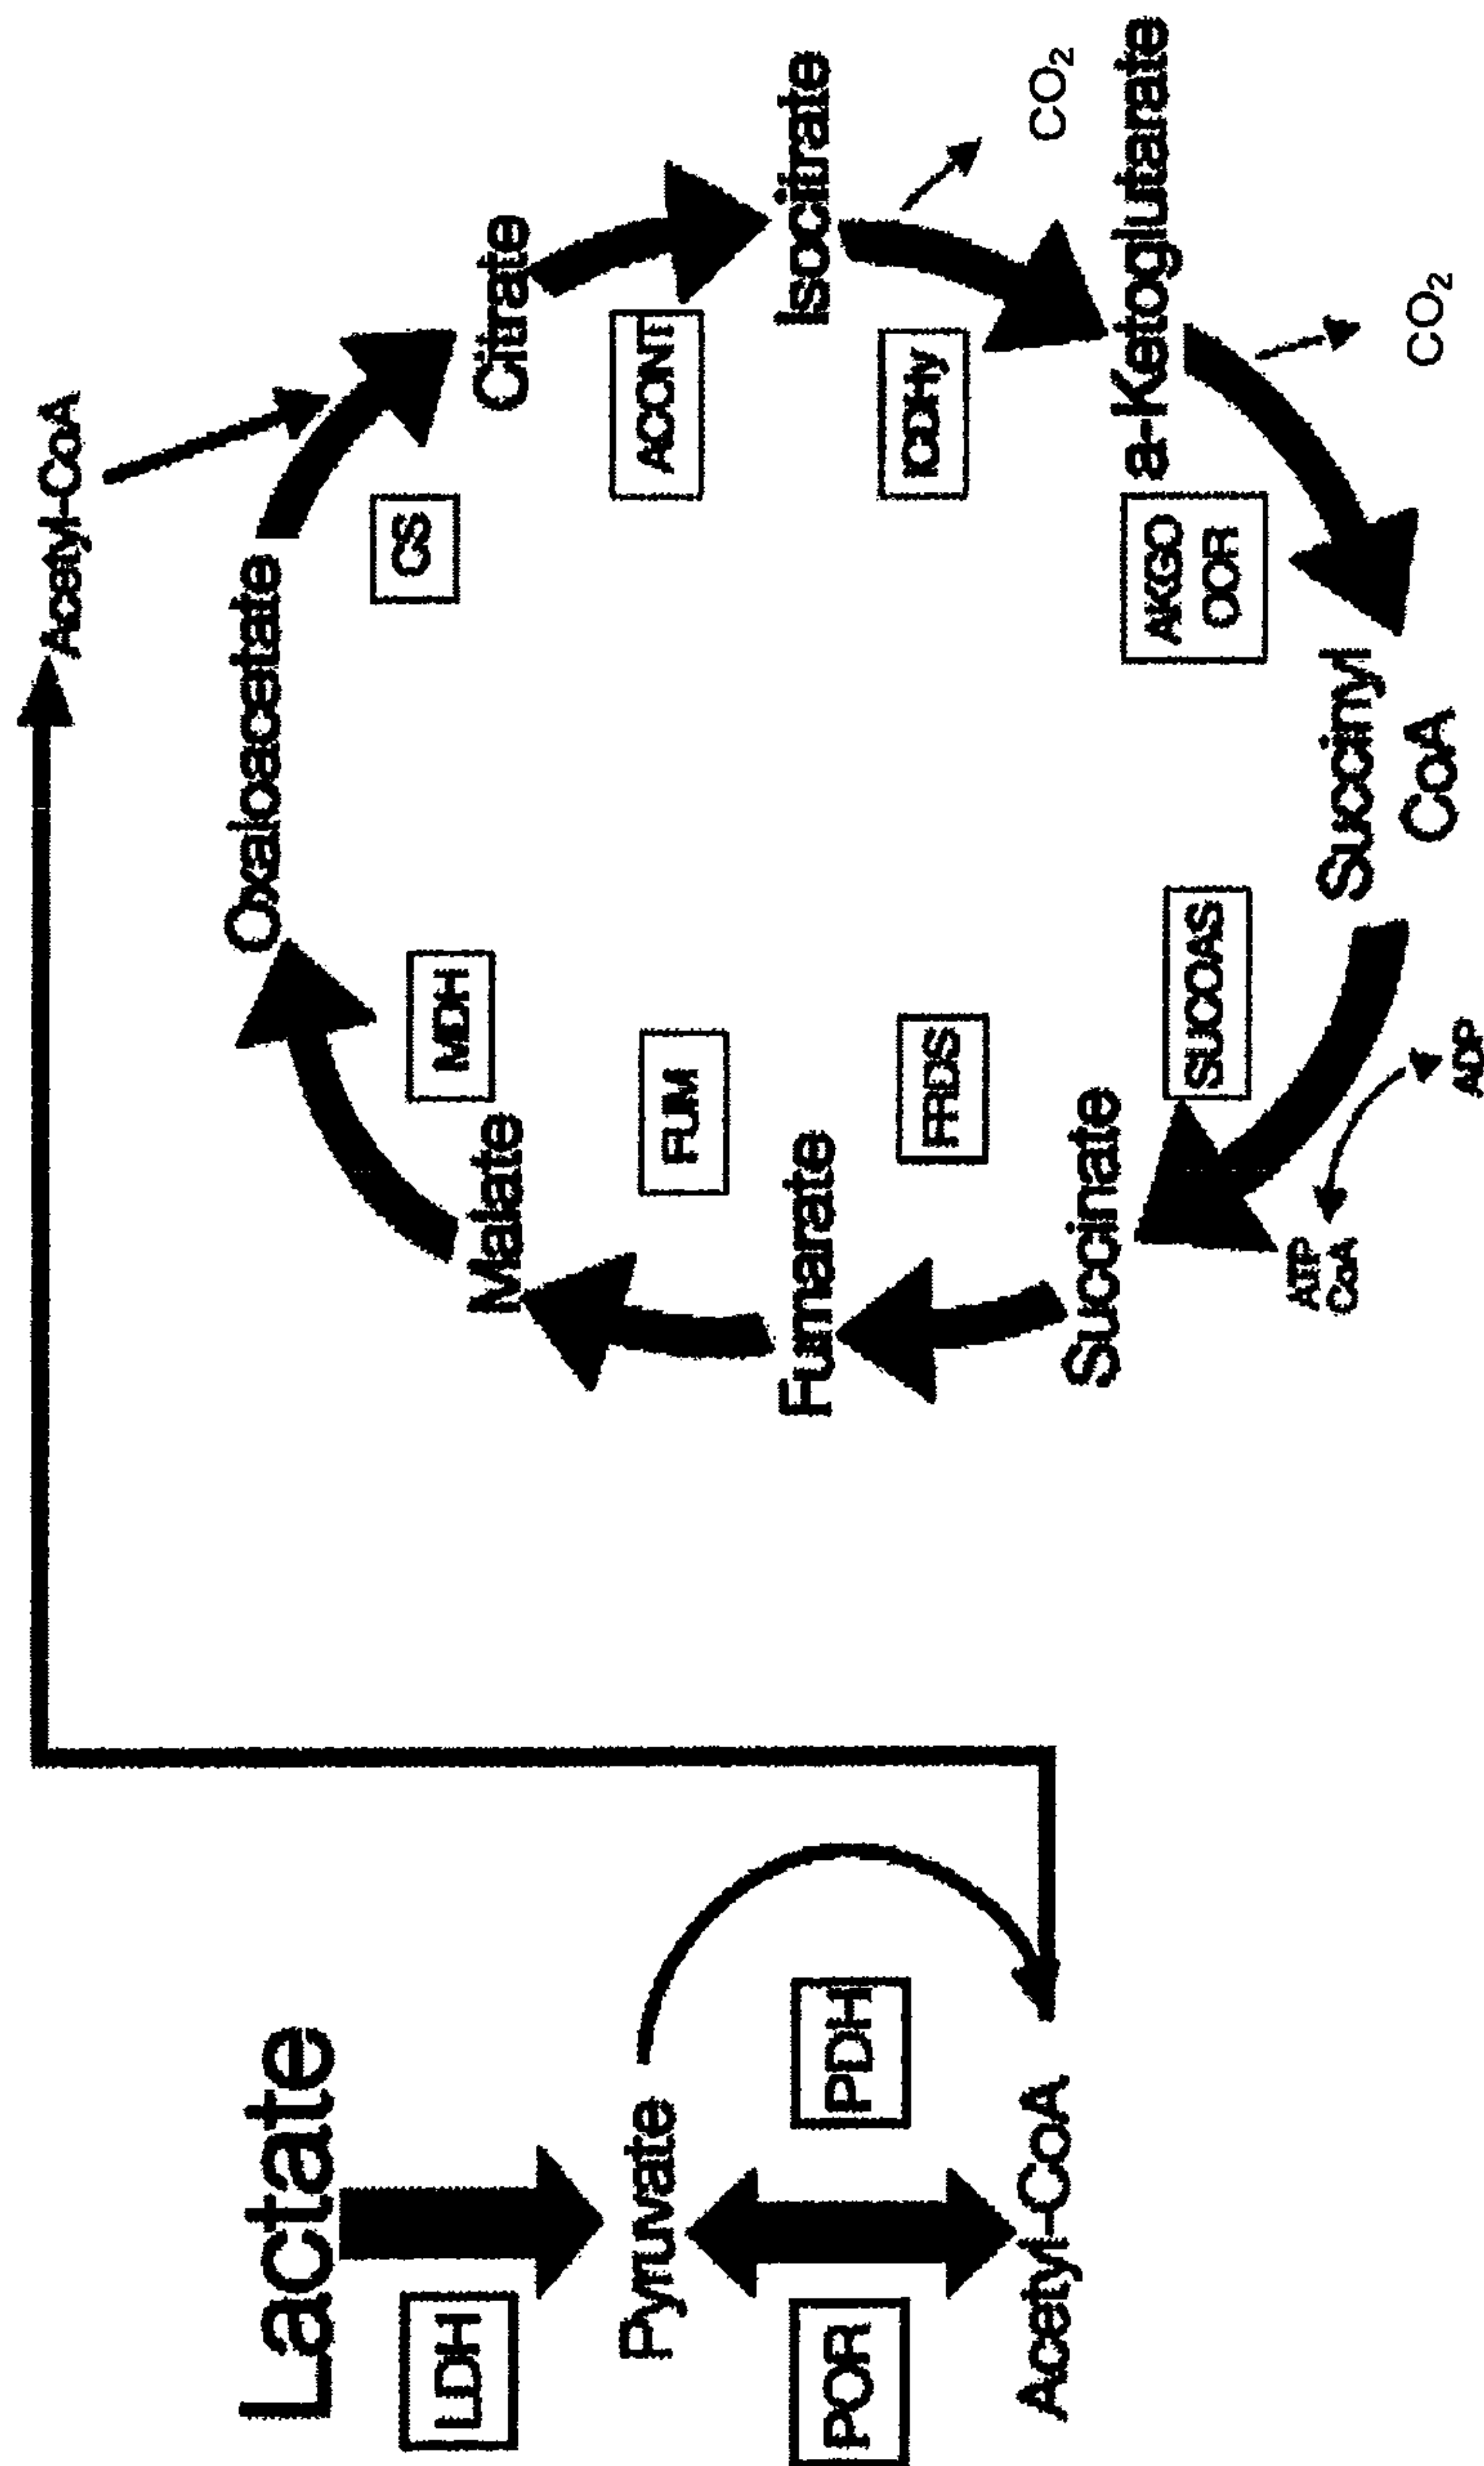 Lactate
LDH
Pyruvate
POR
PDH
Acetyl-CoA
Acetyl-CoA
Oxaloacetate
CS
Citrate
ACONT
Isocitrate
ICDHy
CO₂
a-Ketoglutarate
AKGD
OOR
CO₂
Succinyl
CoA
SUCOAS
ADP
ATP
CoA
Succinate
FRDS
Fumarate
FUM
Malate
MDH